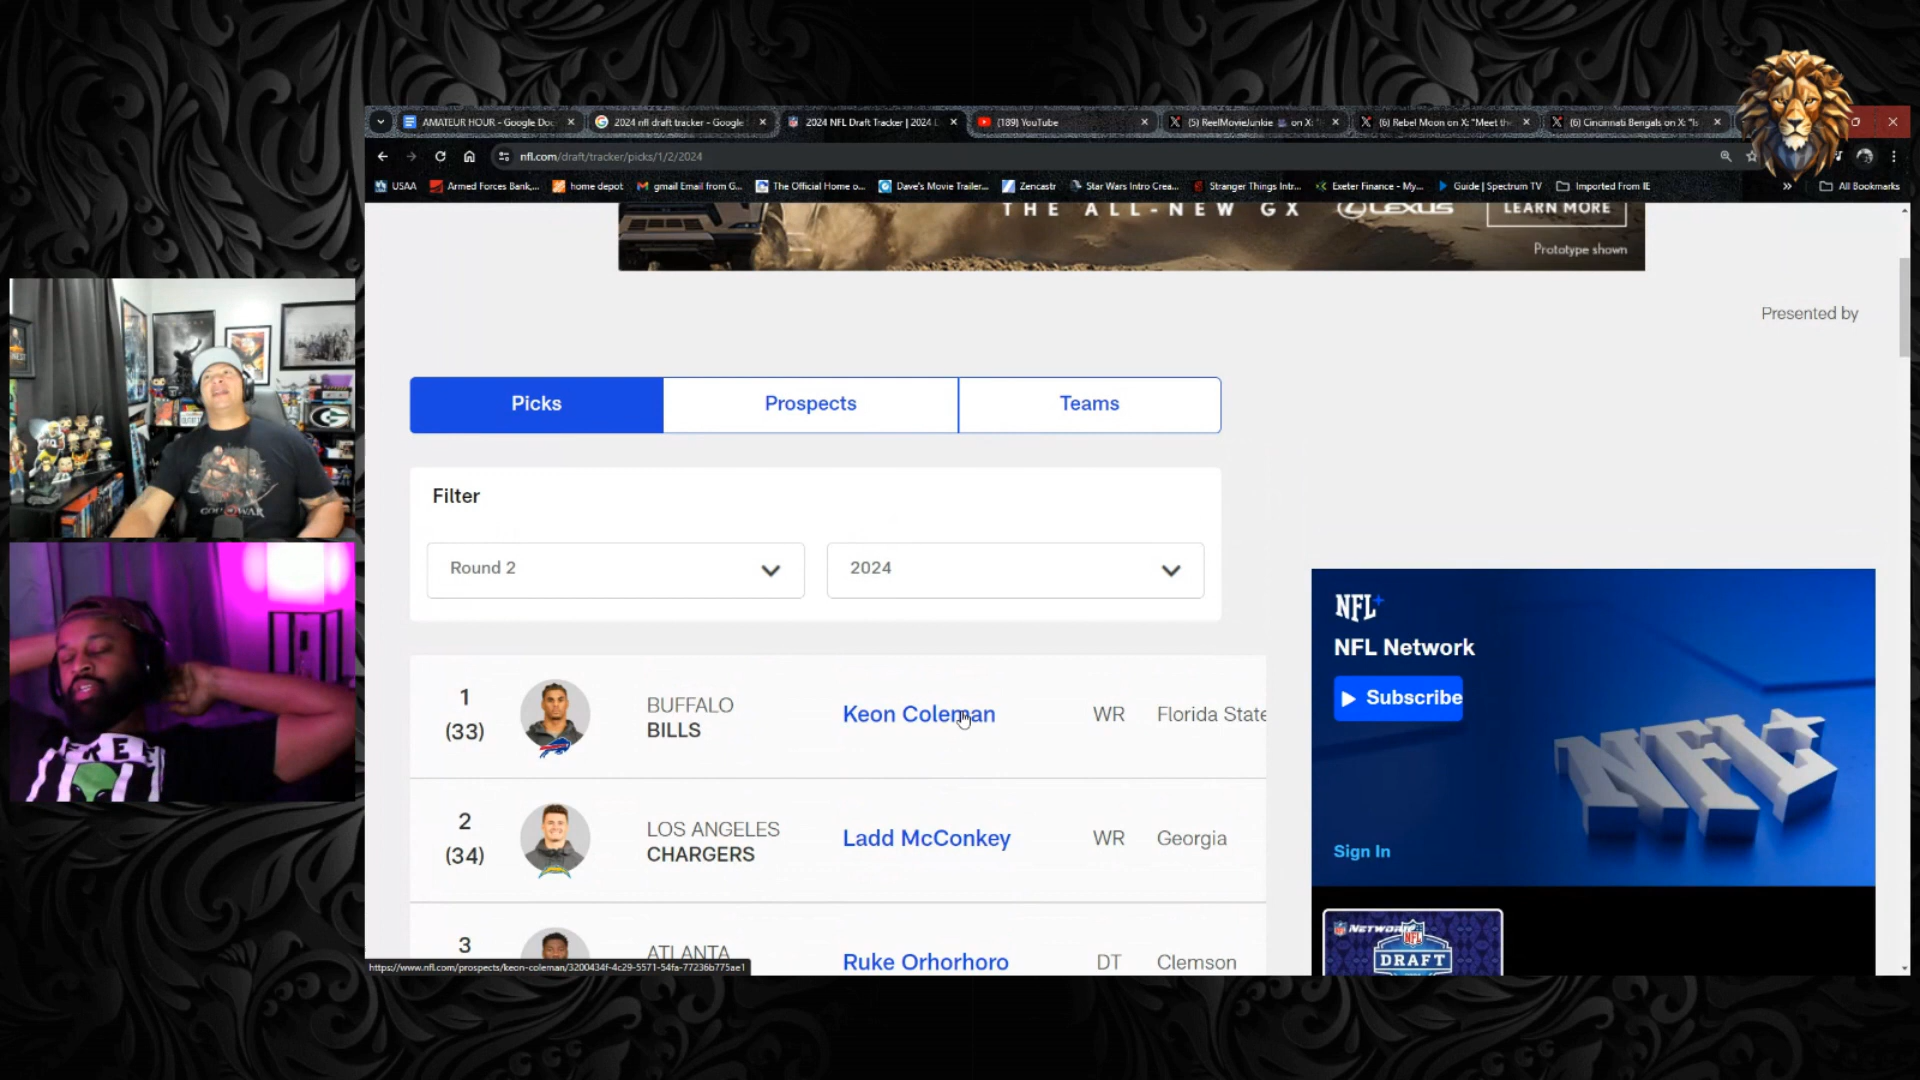 AMATEUR HOUR - Google Doc
2024 nfl draft tracker - Google
2024 NFL Draft Tracker | 2024
(189) YouTube
(5) ReelMovieJunkie on X:
(6) Rebel Moon on X: "Meet th
(6) Cincinnati Bengals on X: "Is
nfl.com/draft/tracker/picks/1/2/2024
USAA
Armed Forces Bank,...
home depot
gmail Email from G...
The Official Home o...
Dave's Movie Trailer...
Zencastr
Star Wars Intro Crea...
Stranger Things Intr...
Exeter Finance - My...
Guide | Spectrum TV
Imported From IE
»
All Bookmarks
THE ALL-NEW GX
LEXUS
LEARN MORE
Prototype shown
Presented by
Picks
Prospects
Teams
Filter
Round 2
2024
1
(33)
BUFFALO
BILLS
Keon Coleman
WR
Florida State
2
(34)
LOS ANGELES
CHARGERS
Ladd McConkey
WR
Georgia
3
ATLANTA
Ruke Orhorhoro
DT
Clemson
https://www.nfl.com/prospects/keon-coleman/3200434f-4c29-5571-54fa-77236b775ae1
NFL+
NFL Network
Subscribe
Sign In
NFL+
NETWORK
NFL
DRAFT
GOD WAR